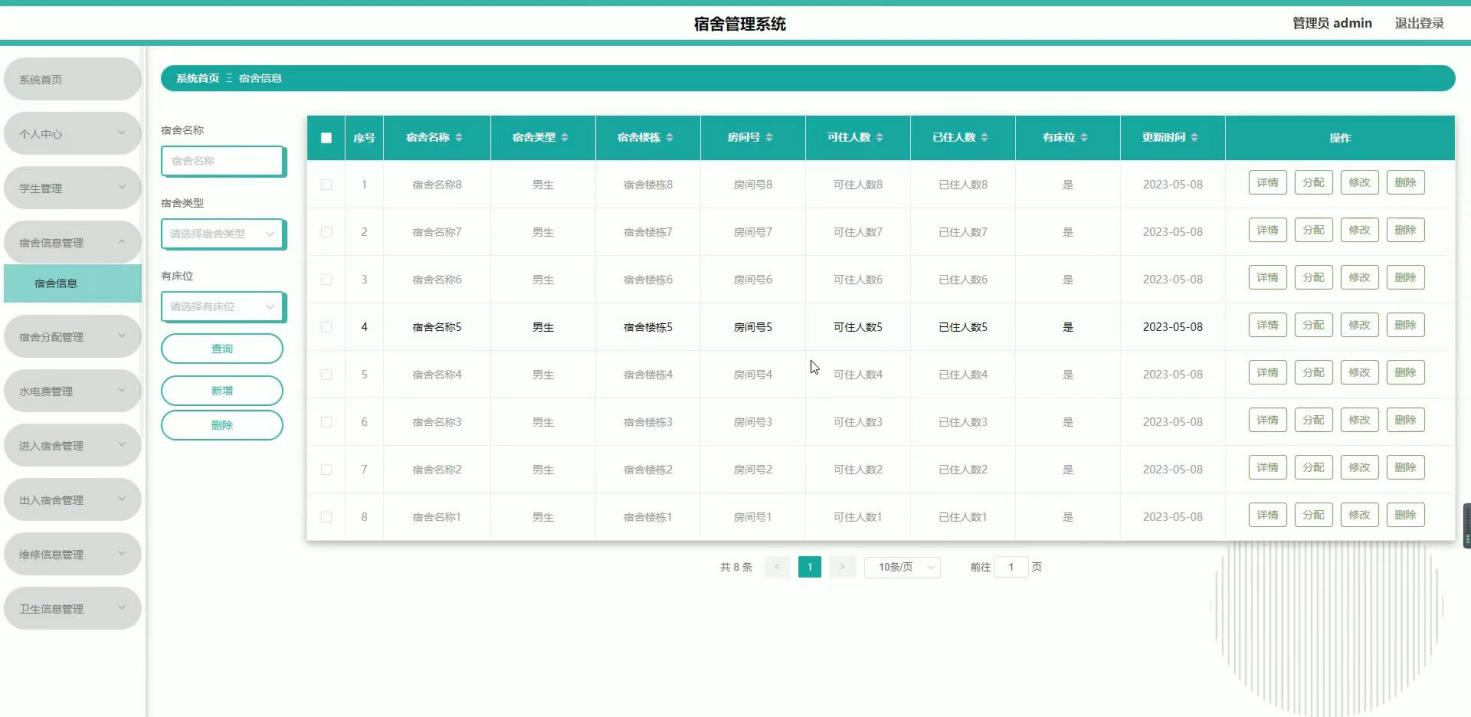 宿舍管理系统
管理员 admin 退出登录
系统首页
个人中心
学生管理
宿舍信息管理
宿舍信息
宿舍分配管理
水电费管理
进入宿舍管理
出入宿舍管理
维修信息管理
卫生信息管理
系统首页 Ξ 宿舍信息
宿舍名称
宿舍名称
宿舍类型
请选择宿舍类型
有床位
请选择有床位
查询
新增
删除
序号 宿舍名称 宿舍类型 宿舍楼栋 房间号 可住人数 已住人数 有床位 更新时间 操作
1 宿舍名称8 男生 宿舍楼栋8 房间号8 可住人数8 已住人数8 是 2023-05-08 详情 分配 修改 删除
2 宿舍名称7 男生 宿舍楼栋7 房间号7 可住人数7 已住人数7 是 2023-05-08 详情 分配 修改 删除
3 宿舍名称6 男生 宿舍楼栋6 房间号6 可住人数6 已住人数6 是 2023-05-08 详情 分配 修改 删除
4 宿舍名称5 男生 宿舍楼栋5 房间号5 可住人数5 已住人数5 是 2023-05-08 详情 分配 修改 删除
5 宿舍名称4 男生 宿舍楼栋4 房间号4 可住人数4 已住人数4 是 2023-05-08 详情 分配 修改 删除
6 宿舍名称3 男生 宿舍楼栋3 房间号3 可住人数3 已住人数3 是 2023-05-08 详情 分配 修改 删除
7 宿舍名称2 男生 宿舍楼栋2 房间号2 可住人数2 已住人数2 是 2023-05-08 详情 分配 修改 删除
8 宿舍名称1 男生 宿舍楼栋1 房间号1 可住人数1 已住人数1 是 2023-05-08 详情 分配 修改 删除
共 8 条 < 1 > 10条/页 前往 1 页